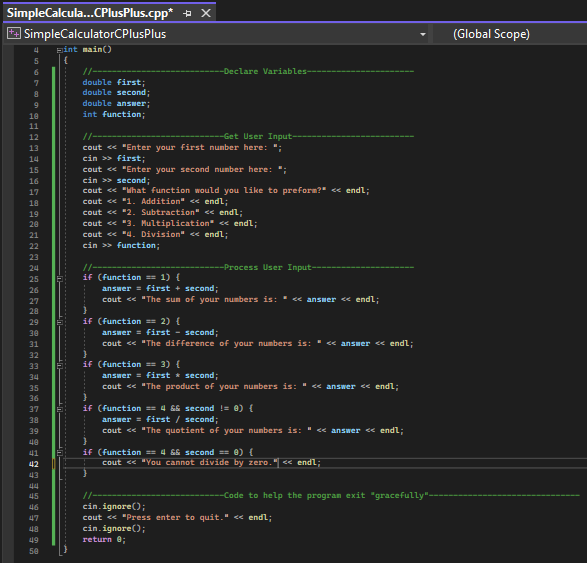 SimpleCalcula...CPlusPlus.cpp*
SimpleCalculatorCPlusPlus (Global Scope)
4 int main()
5 {
6 //--------------------------Declare Variables---------------------
7 double first;
8 double second;
9 double answer;
10 int function;
11
12 //--------------------------Get User Input------------------------
13 cout << "Enter your first number here: ";
14 cin >> first;
15 cout << "Enter your second number here: ";
16 cin >> second;
17 cout << "What function would you like to preform?" << endl;
18 cout << "1. Addition" << endl;
19 cout << "2. Subtraction" << endl;
20 cout << "3. Multiplication" << endl;
21 cout << "4. Division" << endl;
22 cin >> function;
23
24 //--------------------------Process User Input--------------------
25 if (function == 1) {
26 answer = first + second;
27 cout << "The sum of your numbers is: " << answer << endl;
28 }
29 if (function == 2) {
30 answer = first - second;
31 cout << "The difference of your numbers is: " << answer << endl;
32 }
33 if (function == 3) {
34 answer = first * second;
35 cout << "The product of your numbers is: " << answer << endl;
36 }
37 if (function == 4 && second != 0) {
38 answer = first / second;
39 cout << "The quotient of your numbers is: " << answer << endl;
40 }
41 if (function == 4 && second == 0) {
42 cout << "You cannot divide by zero." << endl;
43 }
44
45 //--------------------------Code to help the program exit "gracefully"------------------------------
46 cin.ignore();
47 cout << "Press enter to quit." << endl;
48 cin.ignore();
49 return 0;
50 }